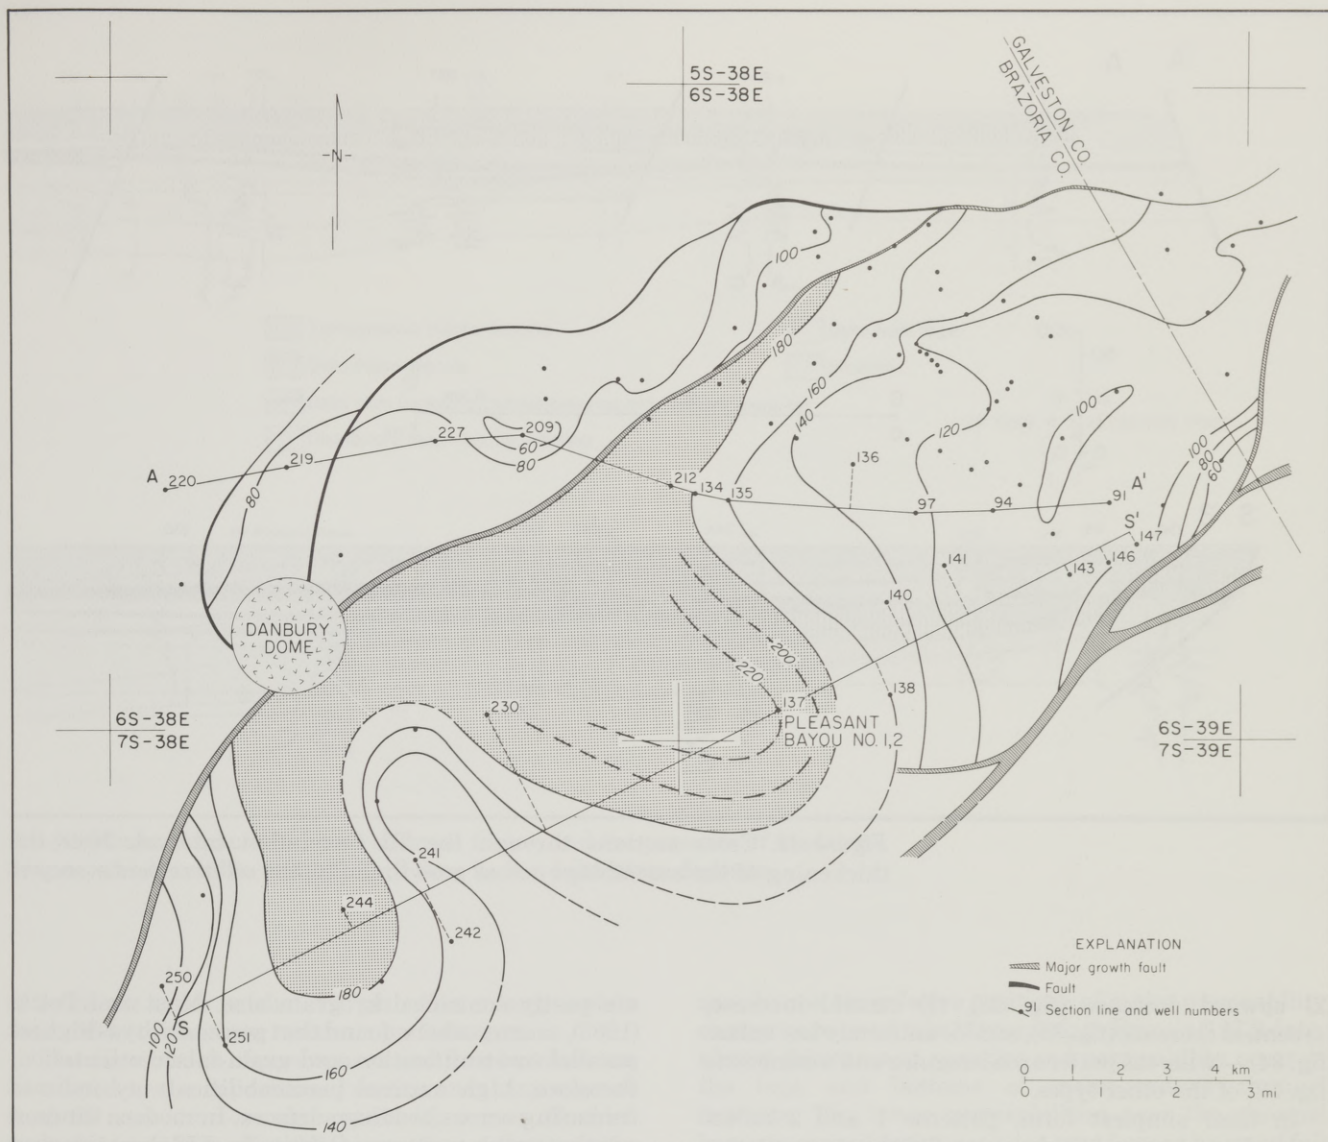 5S-38E
6S-38E
GALVESTON CO.
BRAZORIA CO.
-N-
100
180
160
140
100
120
209
60
80
227
219
A
220
80
136
212
134
135
97
94
91
A'
100
80
60
S'
147
146
143
141
140
138
DANBURY
DOME
200
220
137
PLEASANT
BAYOU NO. 1,2
230
6S-38E
7S-38E
6S-39E
7S-39E
241
242
244
250
S
251
180
160
140
100
120
EXPLANATION
Major growth fault
Fault
91 Section line and well numbers
0 1 2 3 4 km
0 1 2 3 mi